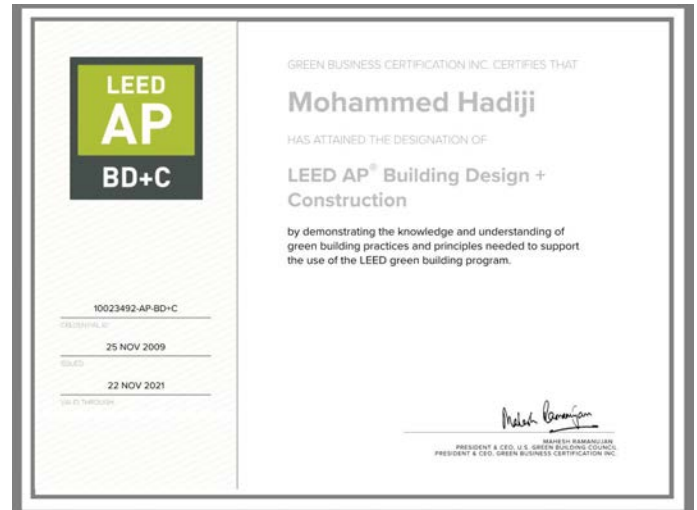 LEED
AP
BD+C
10023492-AP-BD+C
CREDENTIAL ID
25 NOV 2009
ISSUED
22 NOV 2021
VALID THROUGH
GREEN BUSINESS CERTIFICATION INC. CERTIFIES THAT
Mohammed Hadiji
HAS ATTAINED THE DESIGNATION OF
LEED AP® Building Design +
Construction
by demonstrating the knowledge and understanding of
green building practices and principles needed to support
the use of the LEED green building program.
MAHESH RAMANUJAN
PRESIDENT & CEO, U.S. GREEN BUILDING COUNCIL
PRESIDENT & CEO, GREEN BUSINESS CERTIFICATION INC.